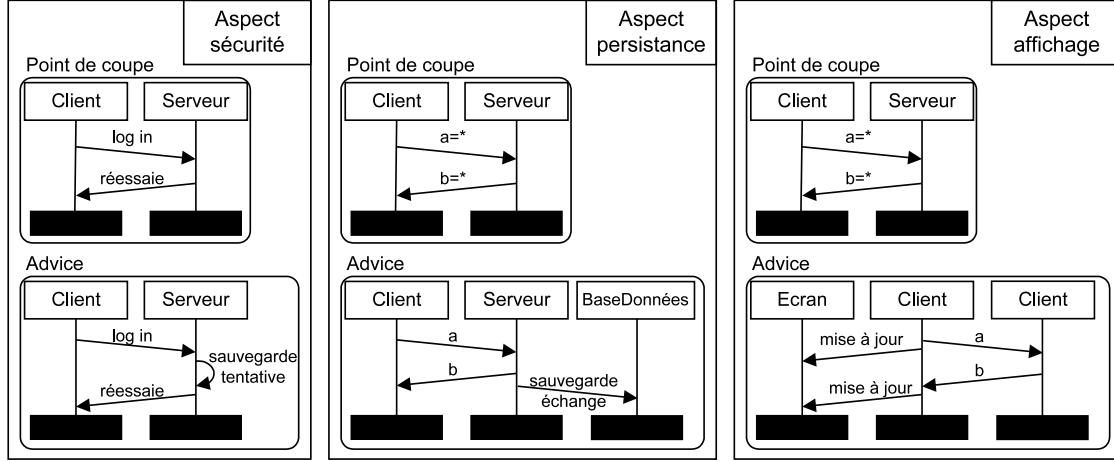 Aspect
sécurité
Point de coupe
Client
Serveur
log in
réessaie
Advice
Client
Serveur
log in
sauvegarde
tentative
réessaie
Aspect
persistance
Point de coupe
Client
Serveur
a=*
b=*
Advice
Client
Serveur
BaseDonnées
a
b
sauvegarde
échange
Aspect
affichage
Point de coupe
Client
Serveur
a=*
b=*
Advice
Ecran
Client
Client
mise à jour
a
b
mise à jour